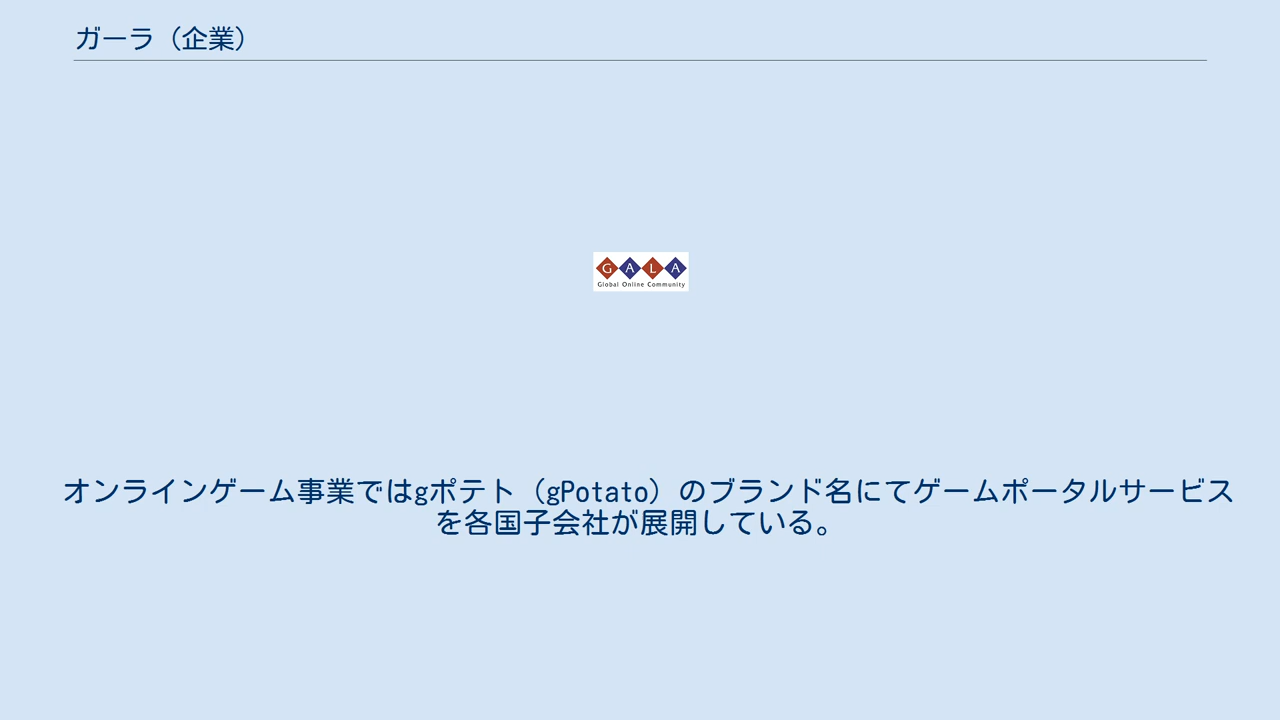 ガーラ（企業）
GALA
Global Online Community
オンラインゲーム事業ではgポテト（gPotato）のブランド名にてゲームポータルサービス
を各国子会社が展開している。